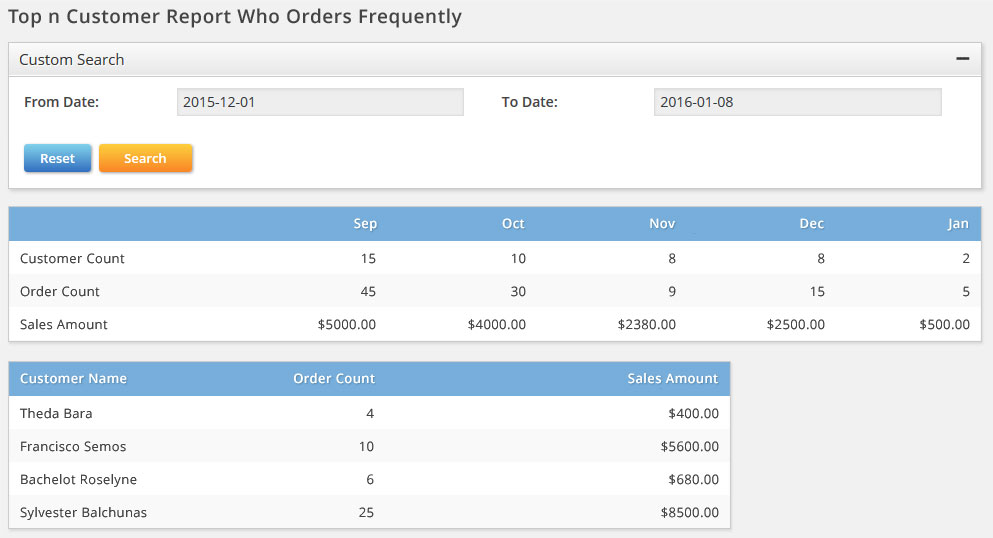 Top n Customer Report Who Orders Frequently
Custom Search
From Date: 2015-12-01 To Date: 2016-01-08
Reset Search
Sep Oct Nov Dec Jan
Customer Count 15 10 8 8 2
Order Count 45 30 9 15 5
Sales Amount $5000.00 $4000.00 $2380.00 $2500.00 $500.00
Customer Name Order Count Sales Amount
Theda Bara 4 $400.00
Francisco Semos 10 $5600.00
Bachelot Roselyne 6 $680.00
Sylvester Balchunas 25 $8500.00